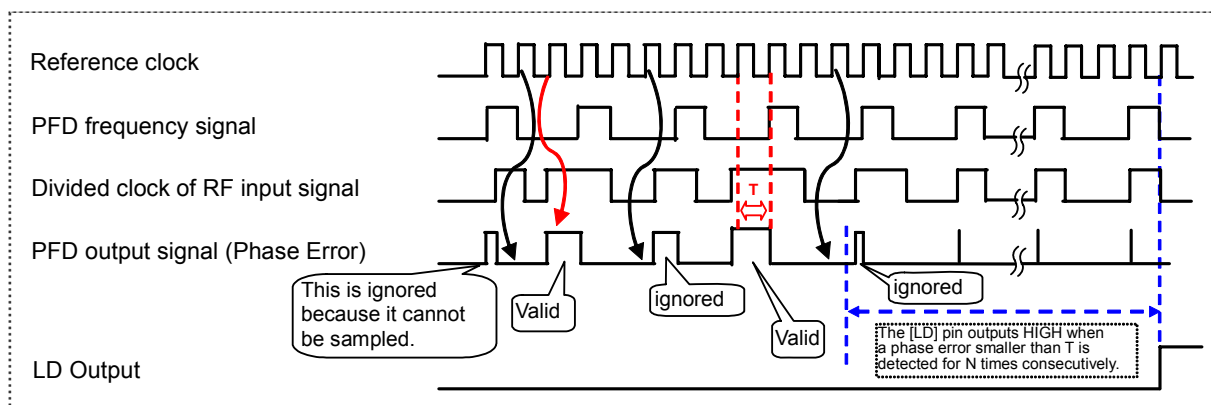 Reference clock
PFD frequency signal
Divided clock of RF input signal
T
PFD output signal (Phase Error)
This is ignored
because it cannot
be sampled.
Valid
ignored
Valid
ignored
The [LD] pin outputs HIGH when
a phase error smaller than T is
detected for N times consecutively.
LD Output